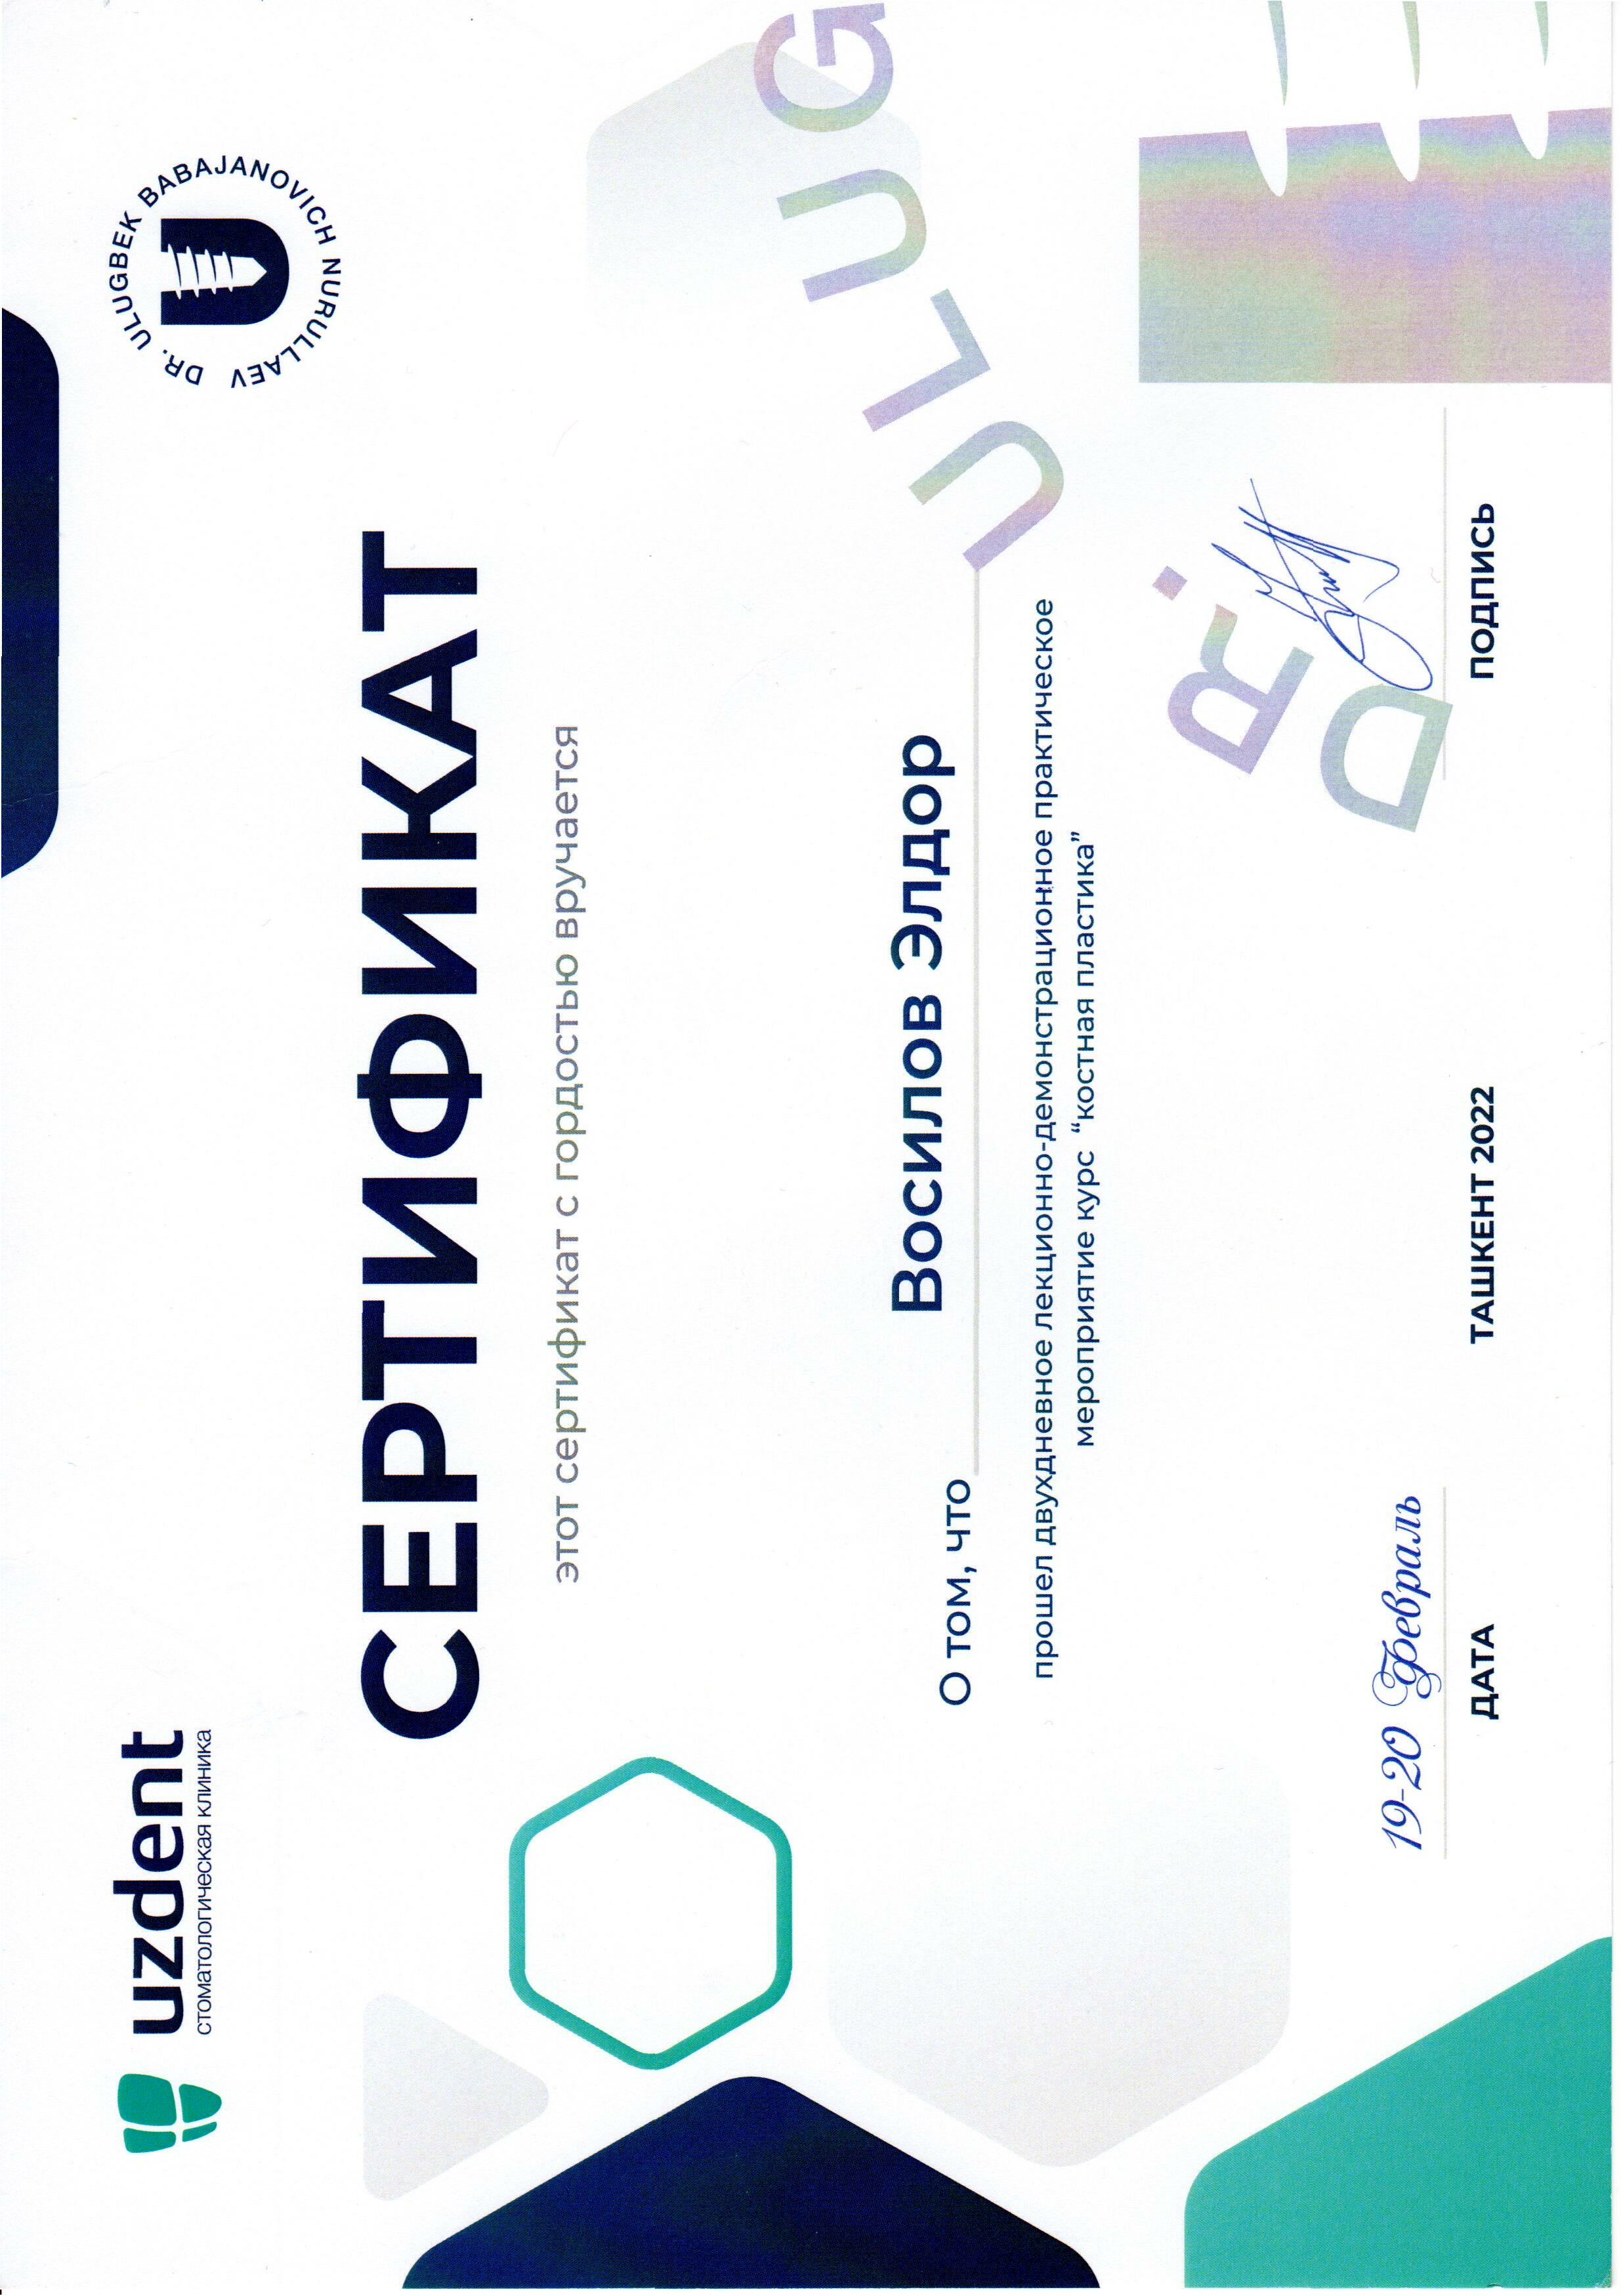 uzdent
стоматологическая клиника
DR. ULUGBEK BABAJANOVICH NURULLAEV
СЕРТИФИКАТ
этот сертификат с гордостью вручается
О том, что Восилов Элдор
прошел двухдневное лекционно-демонстрационное практическое
мероприятие курс "костная пластика"
DR. ULUG
19-20 Февраль
ДАТА
ТАШКЕНТ 2022
ПОДПИСЬ